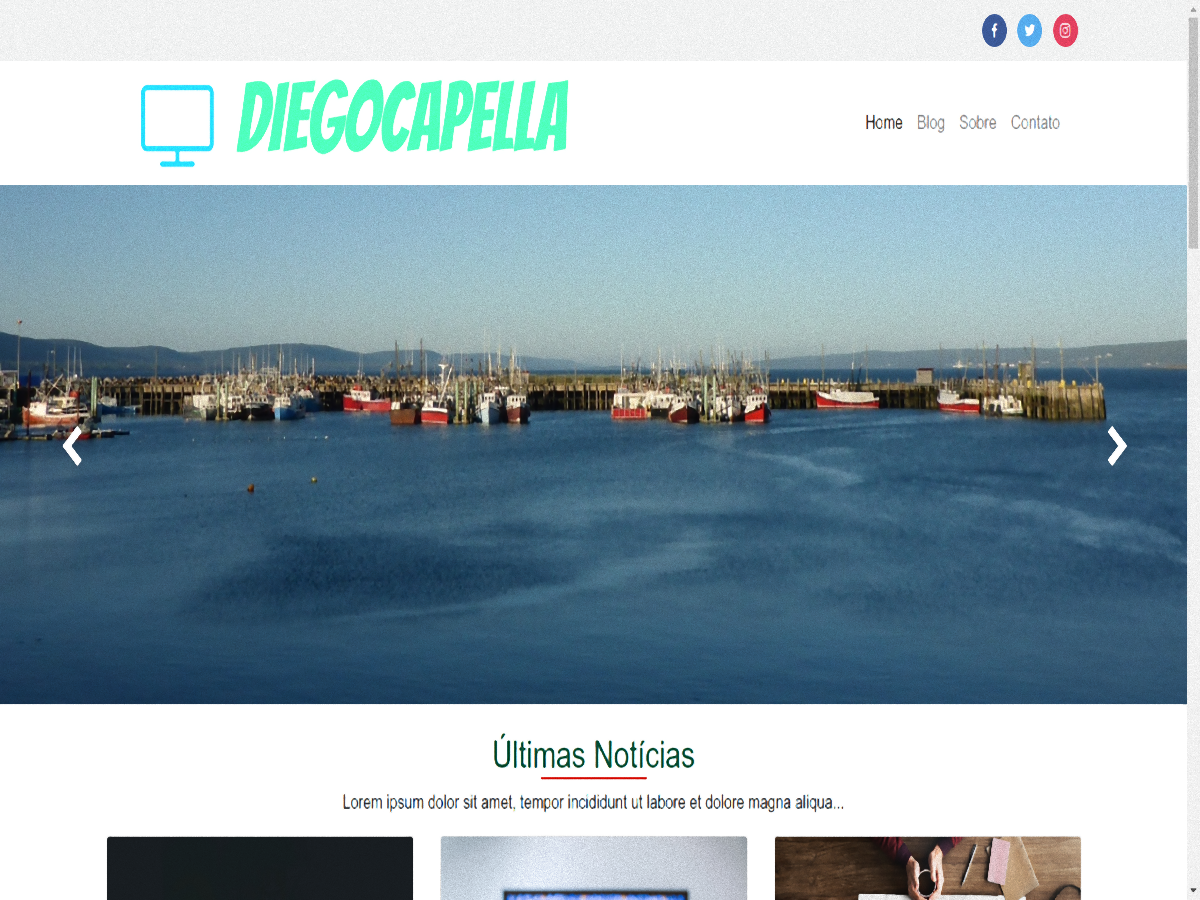 DIEGOCAPELLA
Home Blog Sobre Contato
Últimas Notícias
Lorem ipsum dolor sit amet, tempor incididunt ut labore et dolore magna aliqua...